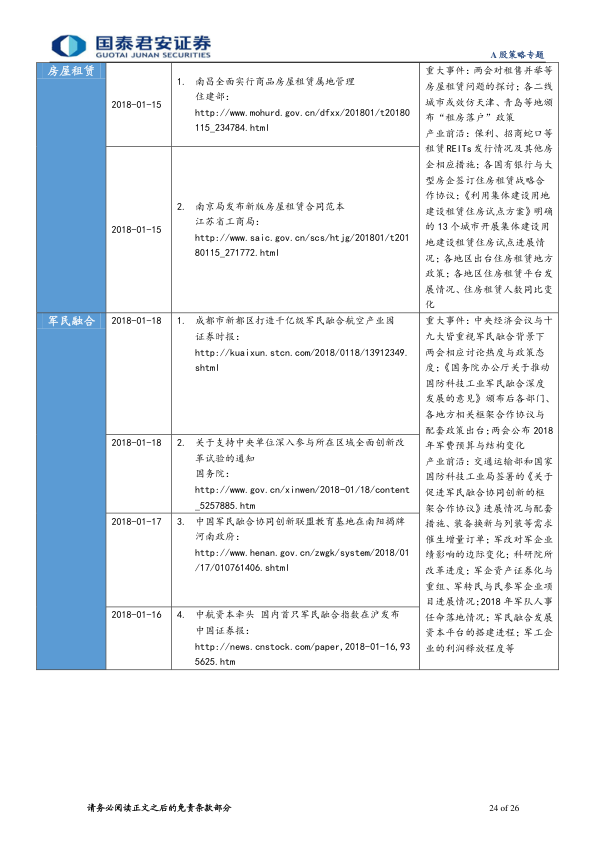 国泰君安证券
GUOTAI JUNAN SECURITIES
A 股策略专题
房屋租赁
2018-01-15
1. 南昌全面实行商品房屋租赁属地管理
住建部：
http://www.mohurd.gov.cn/dfxx/201801/t20180
115_234784.html
2018-01-15
2. 南京局发布新版房屋租赁合同范本
江苏省工商局：
http://www.saic.gov.cn/scs/htjg/201801/t201
80115_271772.html
重大事件：两会对租售并举等
房屋租赁问题的探讨；各二线
城市或效仿天津、青岛等地颁
布“租房落户”政策
产业前沿：保利、招商蛇口等
租赁REITs发行情况及其他房
企相应措施；各国有银行与大
型房企签订住房租赁战略合
作协议；《利用集体建设用地
建设租赁住房试点方案》明确
的 13 个城市开展集体建设用
地建设租赁住房试点进展情
况；各地区出台住房租赁地方
政策；各地区住房租赁平台发
展情况、住房租赁人数同比变
化
军民融合
2018-01-18
1. 成都市新都区打造千亿级军民融合航空产业园
证券时报：
http://kuaixun.stcn.com/2018/0118/13912349.
shtml
2018-01-18
2. 关于支持中央单位深入参与所在区域全面创新改
革试验的通知
国务院：
http://www.gov.cn/xinwen/2018-01/18/content
_5257885.htm
2018-01-17
3. 中国军民融合协同创新联盟教育基地在南阳揭牌
河南政府：
http://www.henan.gov.cn/zwgk/system/2018/01
/17/010761406.shtml
2018-01-16
4. 中航资本牵头 国内首只军民融合指数在沪发布
中国证券报：
http://news.cnstock.com/paper,2018-01-16,93
5625.htm
重大事件：中央经济会议与十
九大皆重视军民融合背景下
两会相应讨论热度与政策态
度；《国务院办公厅关于推动
国防科技工业军民融合深度
发展的意见》颁布后各部门、
各地方相关框架合作协议与
配套政策出台；两会公布 2018
年军费预算与结构变化
产业前沿：交通运输部和国家
国防科技工业局签署的《关于
促进军民融合协同创新的框
架合作协议》进展情况与配套
措施、装备换新与列装等需求
催生增量订单；军改对军企业
绩影响的边际变化；科研院所
改革进度；军企资产证券化与
重组、军转民与民参军企业项
目进展情况；2018 年军队人事
任命落地情况；军民融合发展
资本平台的搭建进程；军工企
业的利润释放程度等
请务必阅读正文之后的免责条款部分
24 of 26